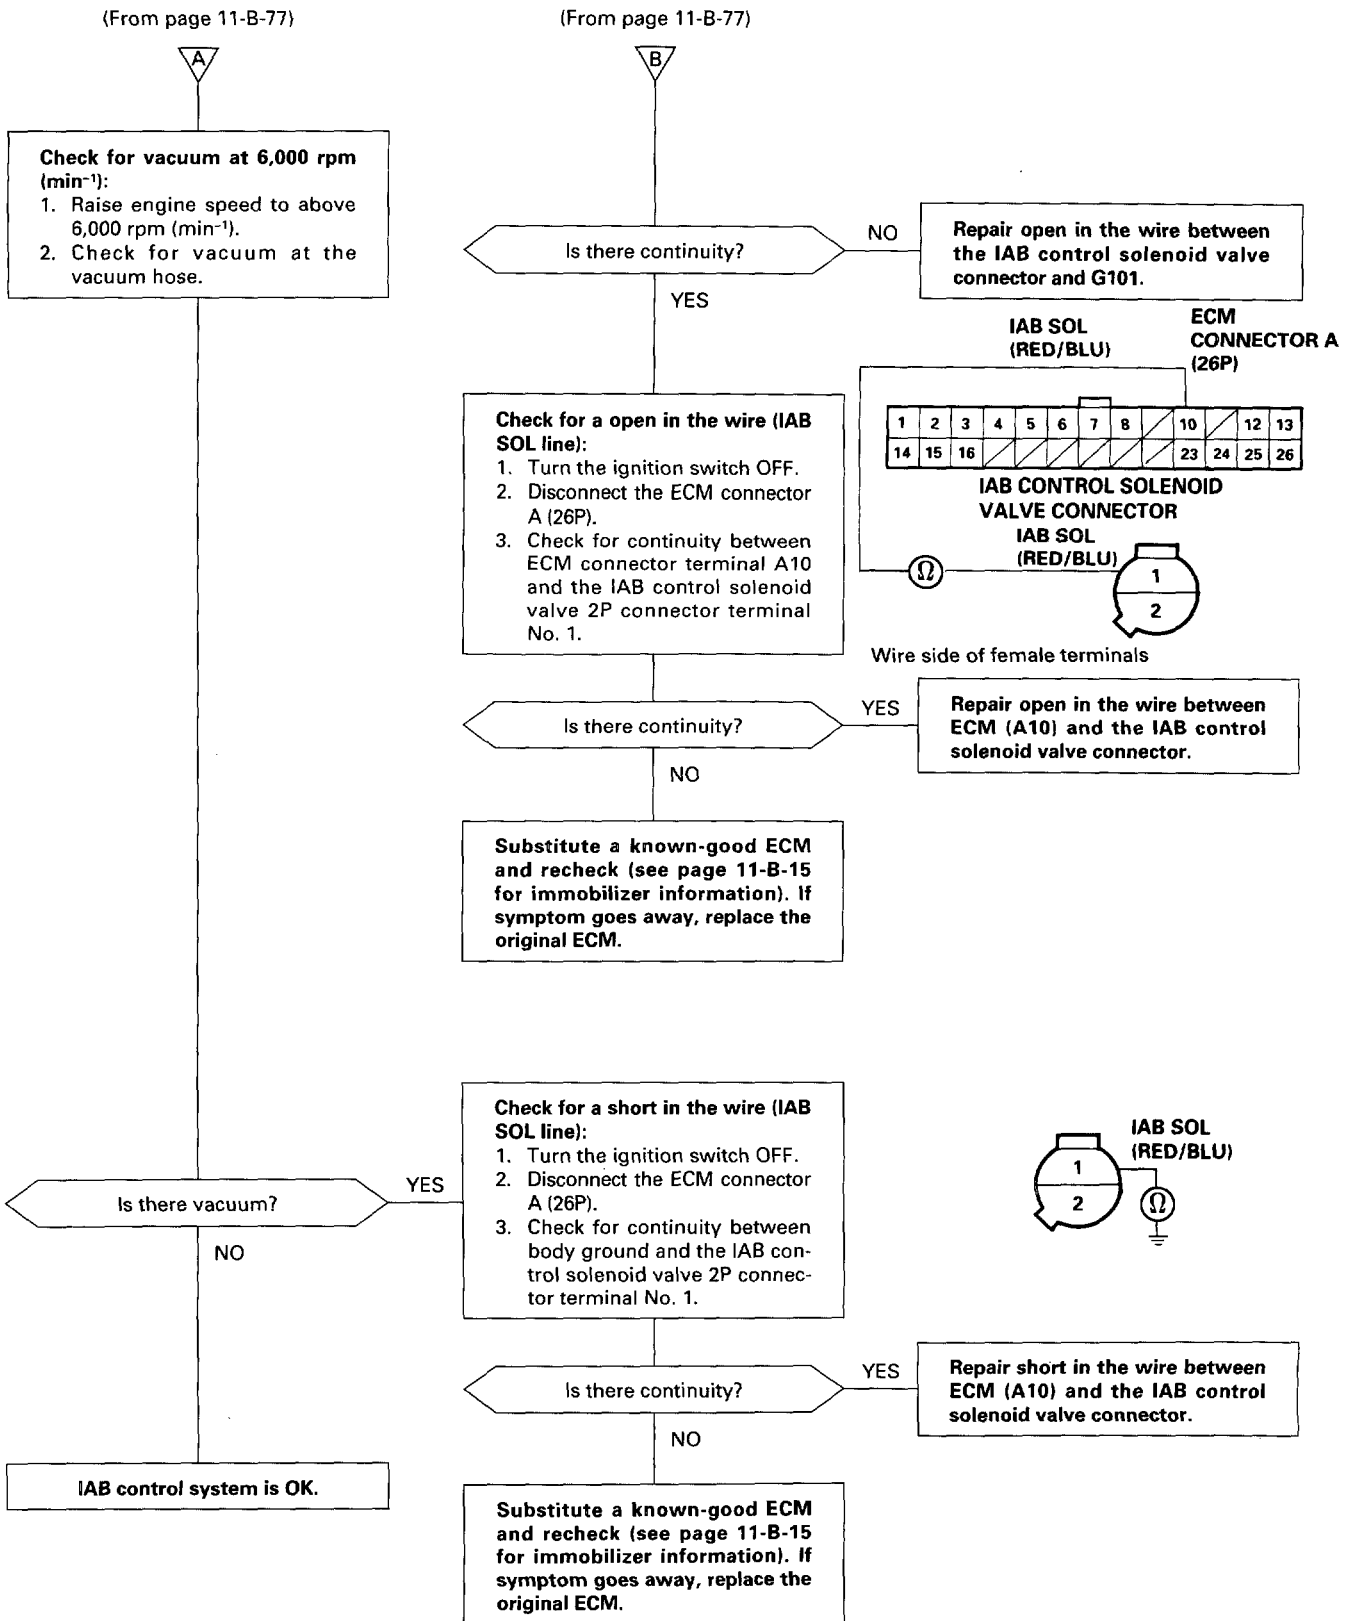 (From page 11-B-77)
A
Check for vacuum at 6,000 rpm
(min⁻¹):
1. Raise engine speed to above
6,000 rpm (min⁻¹).
2. Check for vacuum at the
vacuum hose.
(From page 11-B-77)
B
Is there continuity?
NO
Repair open in the wire between
the IAB control solenoid valve
connector and G101.
YES
Check for a open in the wire (IAB
SOL line):
1. Turn the ignition switch OFF.
2. Disconnect the ECM connector
A (26P).
3. Check for continuity between
ECM connector terminal A10
and the IAB control solenoid
valve 2P connector terminal
No. 1.
IAB SOL
(RED/BLU)
ECM
CONNECTOR A
(26P)
1 2 3 4 5 6 7 8 10 12 13
14 15 16 23 24 25 26
IAB CONTROL SOLENOID
VALVE CONNECTOR
IAB SOL
(RED/BLU)
Ω
1
2
Wire side of female terminals
Is there continuity?
YES
Repair open in the wire between
ECM (A10) and the IAB control
solenoid valve connector.
NO
Substitute a known-good ECM
and recheck (see page 11-B-15
for immobilizer information). If
symptom goes away, replace the
original ECM.
Is there vacuum?
YES
NO
IAB control system is OK.
Check for a short in the wire (IAB
SOL line):
1. Turn the ignition switch OFF.
2. Disconnect the ECM connector
A (26P).
3. Check for continuity between
body ground and the IAB con-
trol solenoid valve 2P connec-
tor terminal No. 1.
IAB SOL
(RED/BLU)
1
2
Ω
Is there continuity?
YES
Repair short in the wire between
ECM (A10) and the IAB control
solenoid valve connector.
NO
Substitute a known-good ECM
and recheck (see page 11-B-15
for immobilizer information). If
symptom goes away, replace the
original ECM.